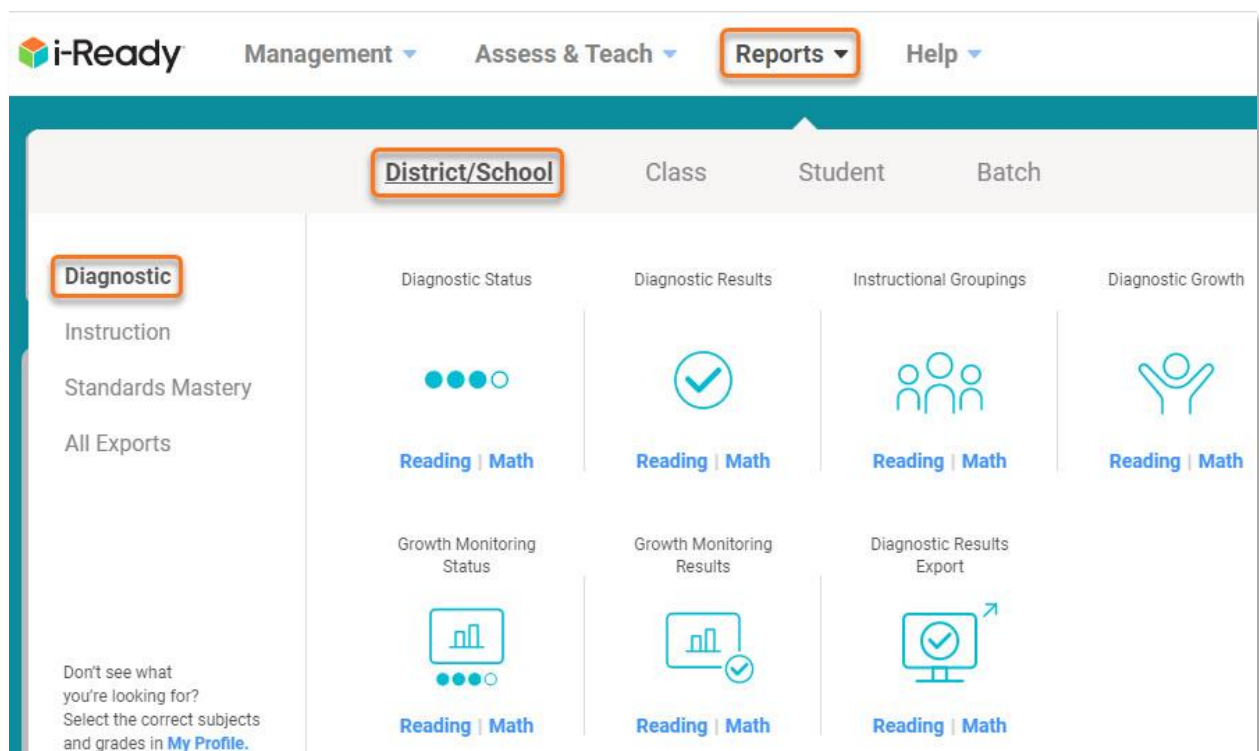 i-Ready Management Assess & Teach Reports Help
District/School Class Student Batch
Diagnostic
Instruction
Standards Mastery
All Exports
Don't see what
you're looking for?
Select the correct subjects
and grades in My Profile.
Diagnostic Status Diagnostic Results Instructional Groupings Diagnostic Growth
Reading | Math Reading | Math Reading | Math Reading | Math
Growth Monitoring
Status
Growth Monitoring
Results
Diagnostic Results
Export
Reading | Math Reading | Math Reading | Math